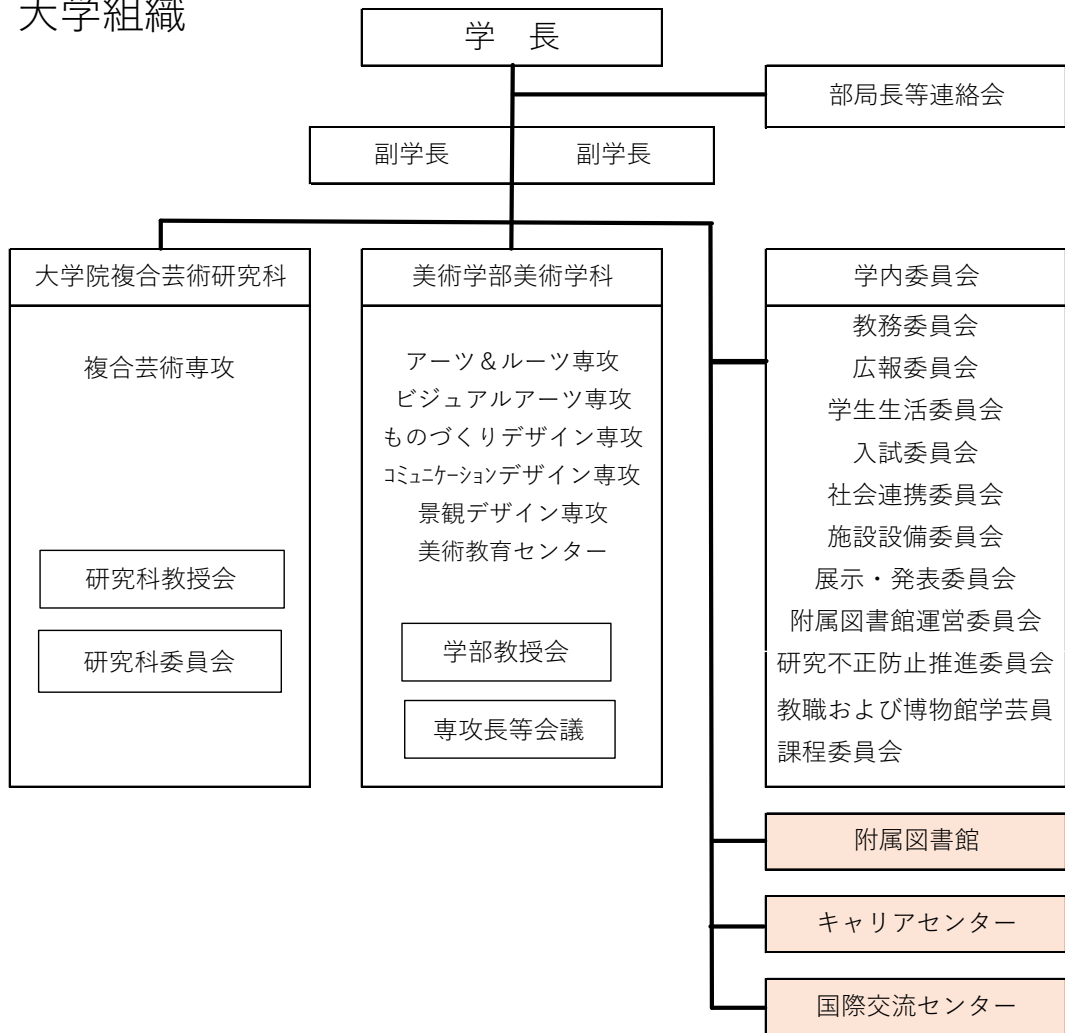 大学組織
学　長
部局長等連絡会
副学長
副学長
大学院複合芸術研究科
複合芸術専攻
研究科教授会
研究科委員会
美術学部美術学科
アーツ＆ルーツ専攻
ビジュアルアーツ専攻
ものづくりデザイン専攻
ｺﾐｭﾆｹｰｼｮﾝデザイン専攻
景観デザイン専攻
美術教育センター
学部教授会
専攻長等会議
学内委員会
教務委員会
広報委員会
学生生活委員会
入試委員会
社会連携委員会
施設設備委員会
展示・発表委員会
附属図書館運営委員会
研究不正防止推進委員会
教職および博物館学芸員
課程委員会
附属図書館
キャリアセンター
国際交流センター